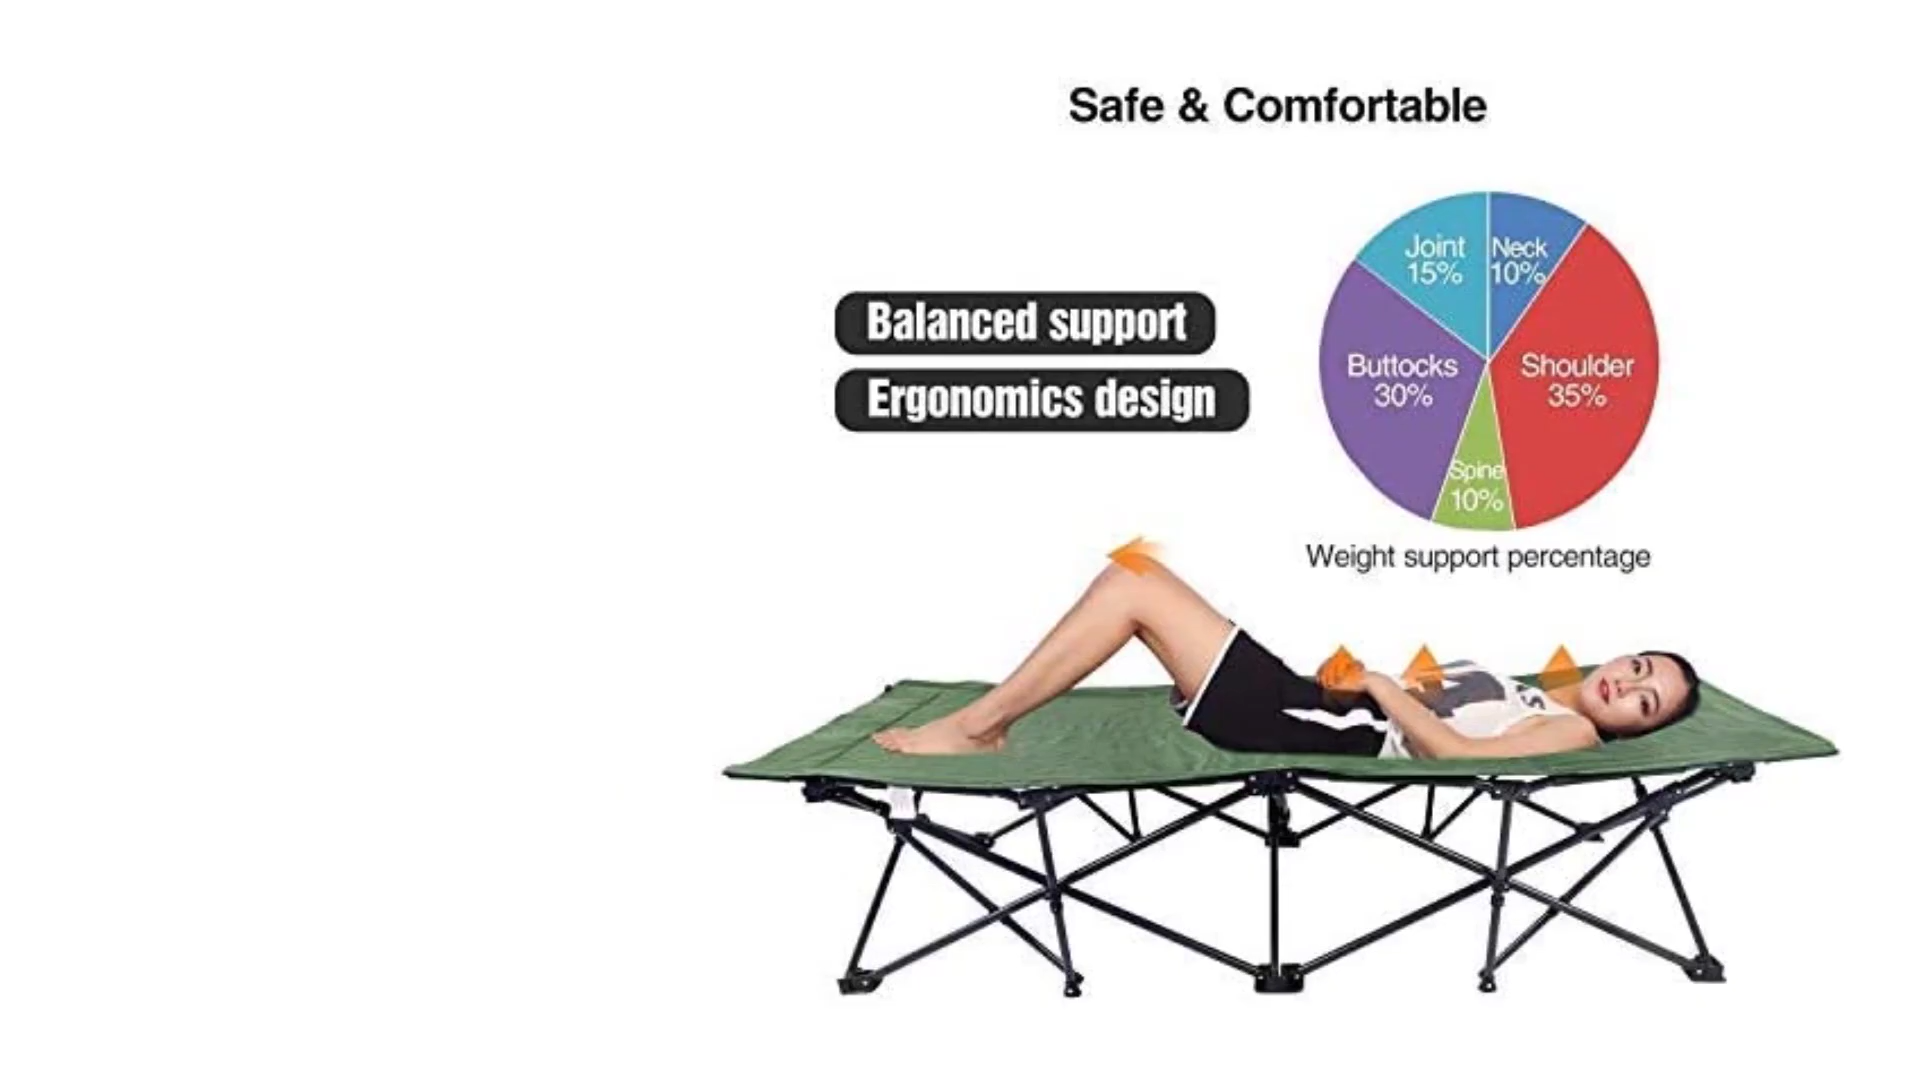 Safe & Comfortable
Joint
15%
Neck
10%
Balanced support
Ergonomics design
Buttocks
30%
Shoulder
35%
Spine
10%
Weight support percentage